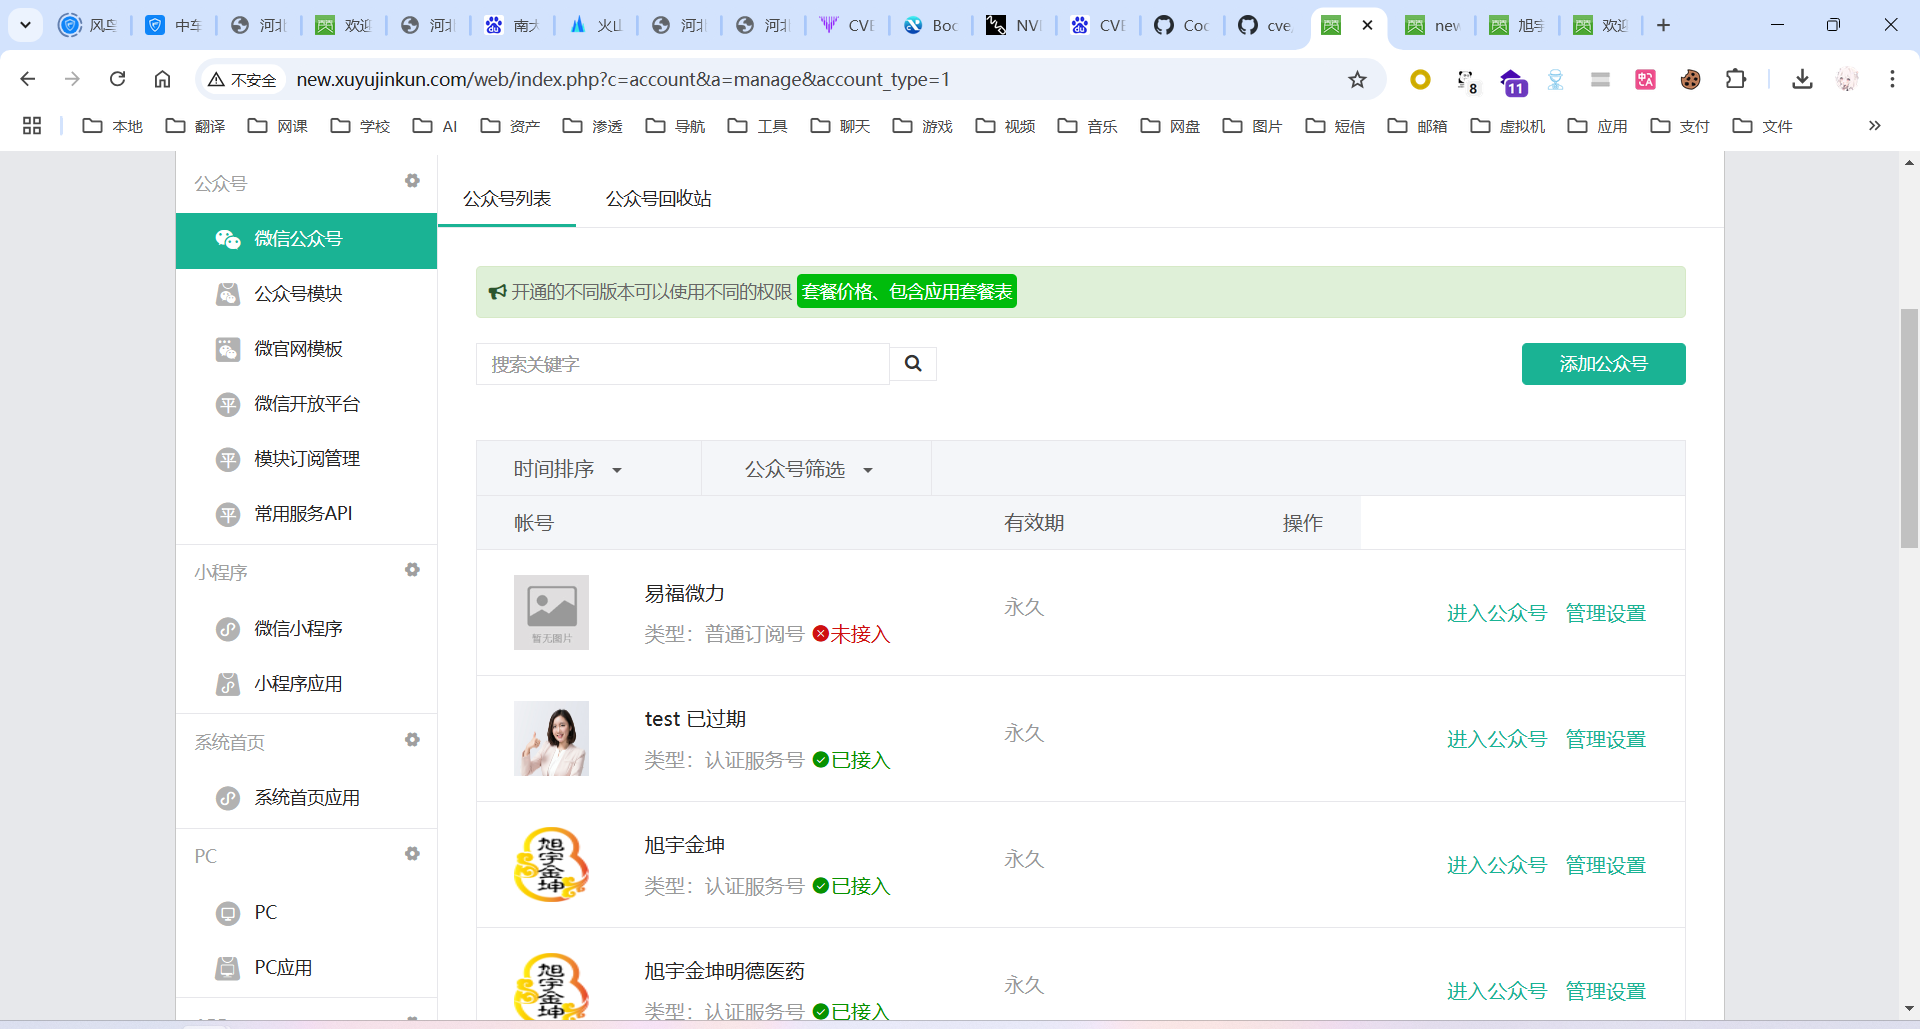 风鸟
中车
河北
欢迎
河北
南大
火山
河北
河北
CVE
Boc
NVI
CVE
Coc
cve,
new
旭宇
欢迎
不安全
new.xuyujinkun.com/web/index.php?c=account&a=manage&account_type=1
8
11
本地
翻译
网课
学校
AI
资产
渗透
导航
工具
聊天
游戏
视频
音乐
网盘
图片
短信
邮箱
虚拟机
应用
支付
文件
公众号
微信公众号
公众号模块
微官网模板
微信开放平台
模块订阅管理
常用服务API
小程序
微信小程序
小程序应用
系统首页
系统首页应用
PC
PC
PC应用
公众号列表
公众号回收站
开通的不同版本可以使用不同的权限 套餐价格、包含应用套餐表
搜索关键字
添加公众号
时间排序
公众号筛选
帐号
有效期
操作
暂无图片
易福微力
类型：普通订阅号 未接入
永久
进入公众号 管理设置
test 已过期
类型：认证服务号 已接入
永久
进入公众号 管理设置
旭宇金坤
旭宇金坤
类型：认证服务号 已接入
永久
进入公众号 管理设置
旭宇金坤
旭宇金坤明德医药
类型：认证服务号 已接入
永久
进入公众号 管理设置